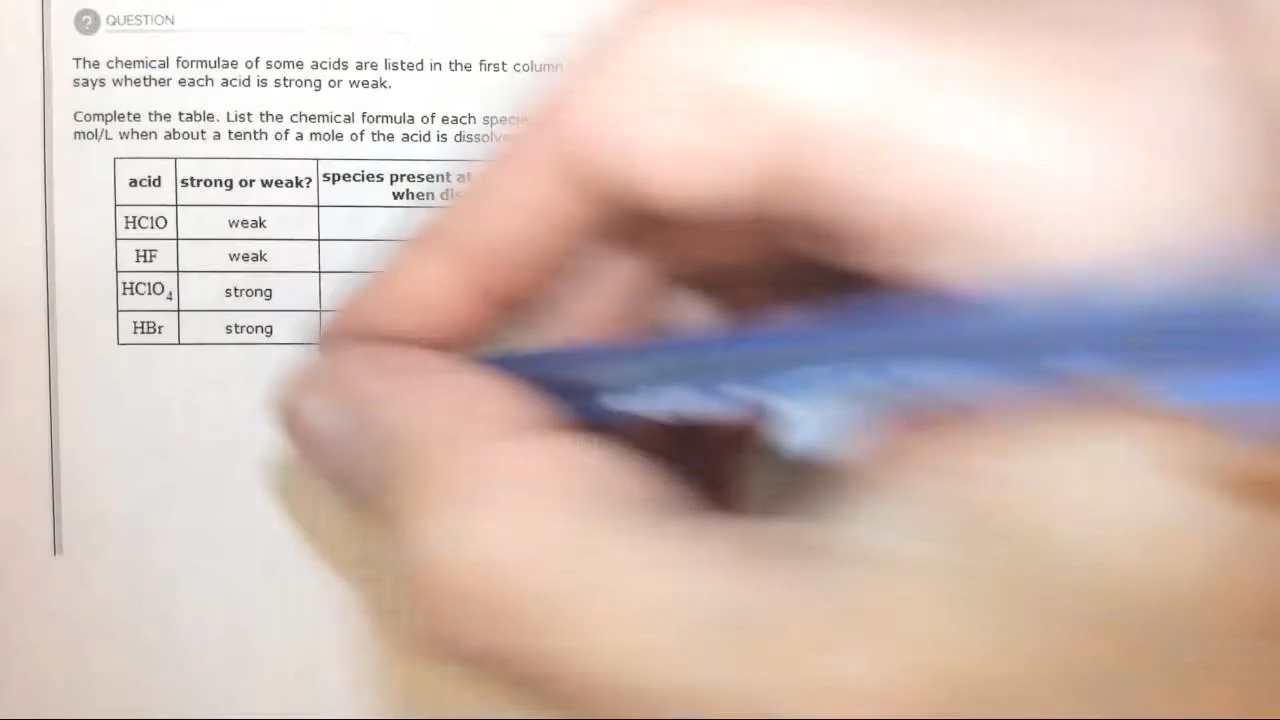 ? QUESTION
The chemical formulae of some acids are listed in the first column
says whether each acid is strong or weak.
Complete the table. List the chemical formula of each
mol/L when about a tenth of a mole of the acid is
acid strong or weak? species present at
when
HClO weak
HF weak
HClO4 strong
HBr strong